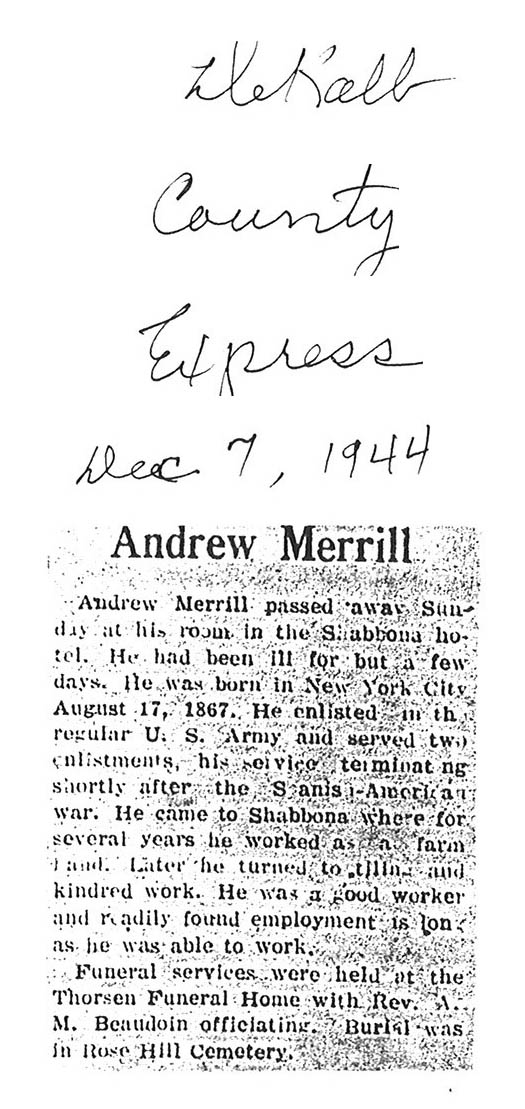 DeKalb
County
Express
Dec 7, 1944
Andrew Merrill
Andrew Merrill passed away Sun-
day at his room in the Shabbona ho-
tel. He had been ill for but a few
days. He was born in New York City
August 17, 1867. He enlisted in the
regular U. S. Army and served two
enlistments, his service terminating
shortly after the Spanish-American
war. He came to Shabbona where for
several years he worked as a farm
hand. Later he turned to tiling and
kindred work. He was a good worker
and readily found employment as long
as he was able to work.
Funeral services were held at the
Thorsen Funeral Home with Rev. A.
M. Beaudoin officiating. Burial was
in Rose Hill Cemetery.